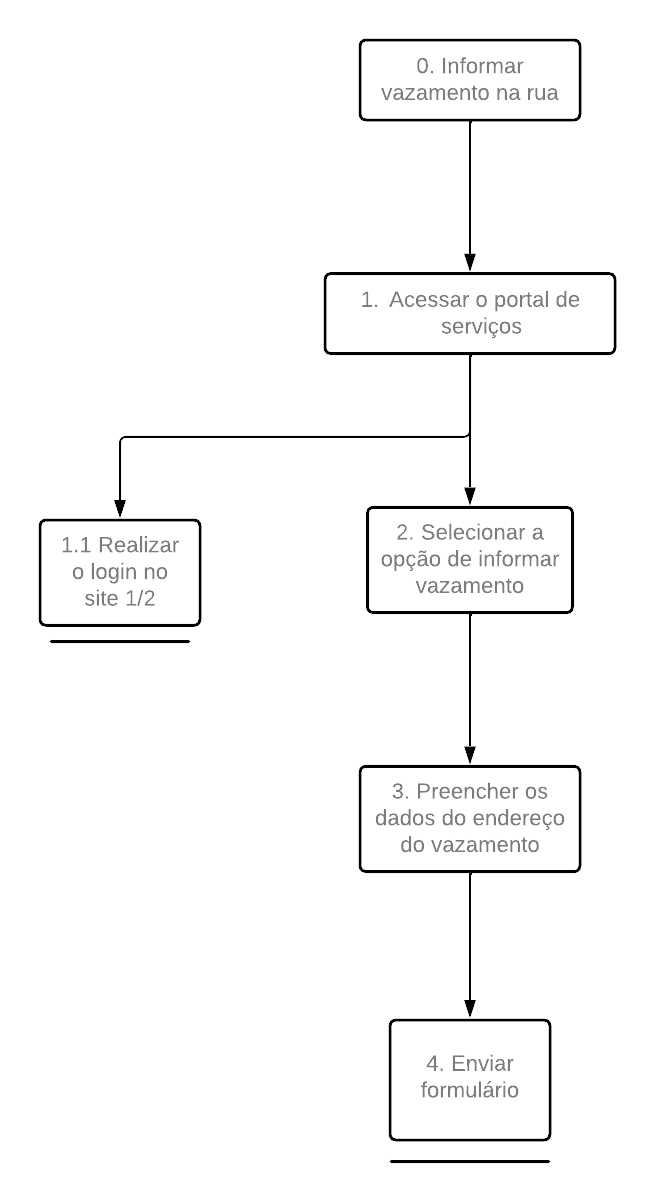 0. Informar
vazamento na rua
1. Acessar o portal de
serviços
1.1 Realizar
o login no
site 1/2
2. Selecionar a
opção de informar
vazamento
3. Preencher os
dados do endereço
do vazamento
4. Enviar
formulário